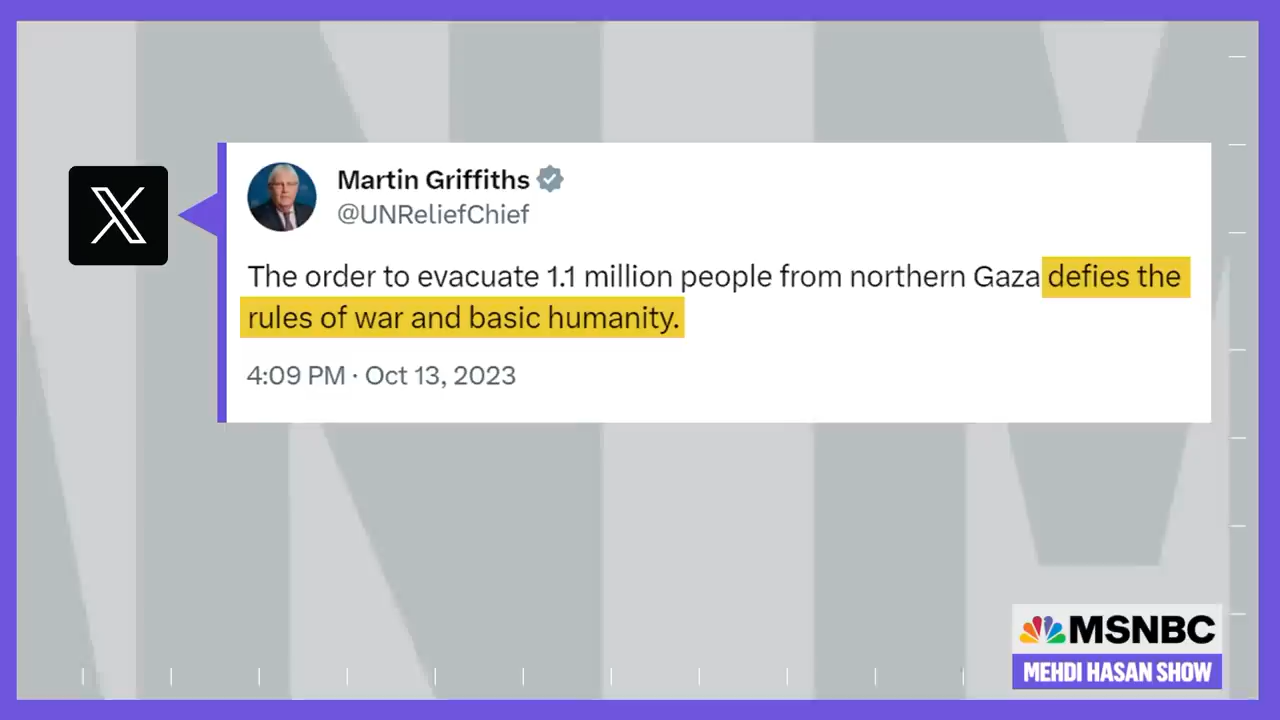 Martin Griffiths
@UNReliefChief
The order to evacuate 1.1 million people from northern Gaza defies the
rules of war and basic humanity.
4:09 PM · Oct 13, 2023
MSNBC
MEHDI HASAN SHOW